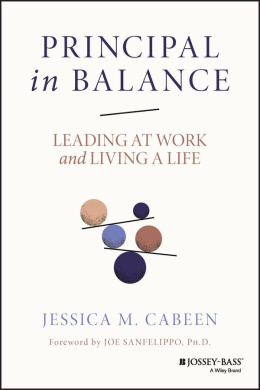 PRINCIPAL
in BALANCE
LEADING AT WORK
and LIVING A LIFE
JESSICA M. CABEEN
Foreword by JOE SANFELIPPO, PH.D.
JOSSEY-BASS™
A Wiley Brand